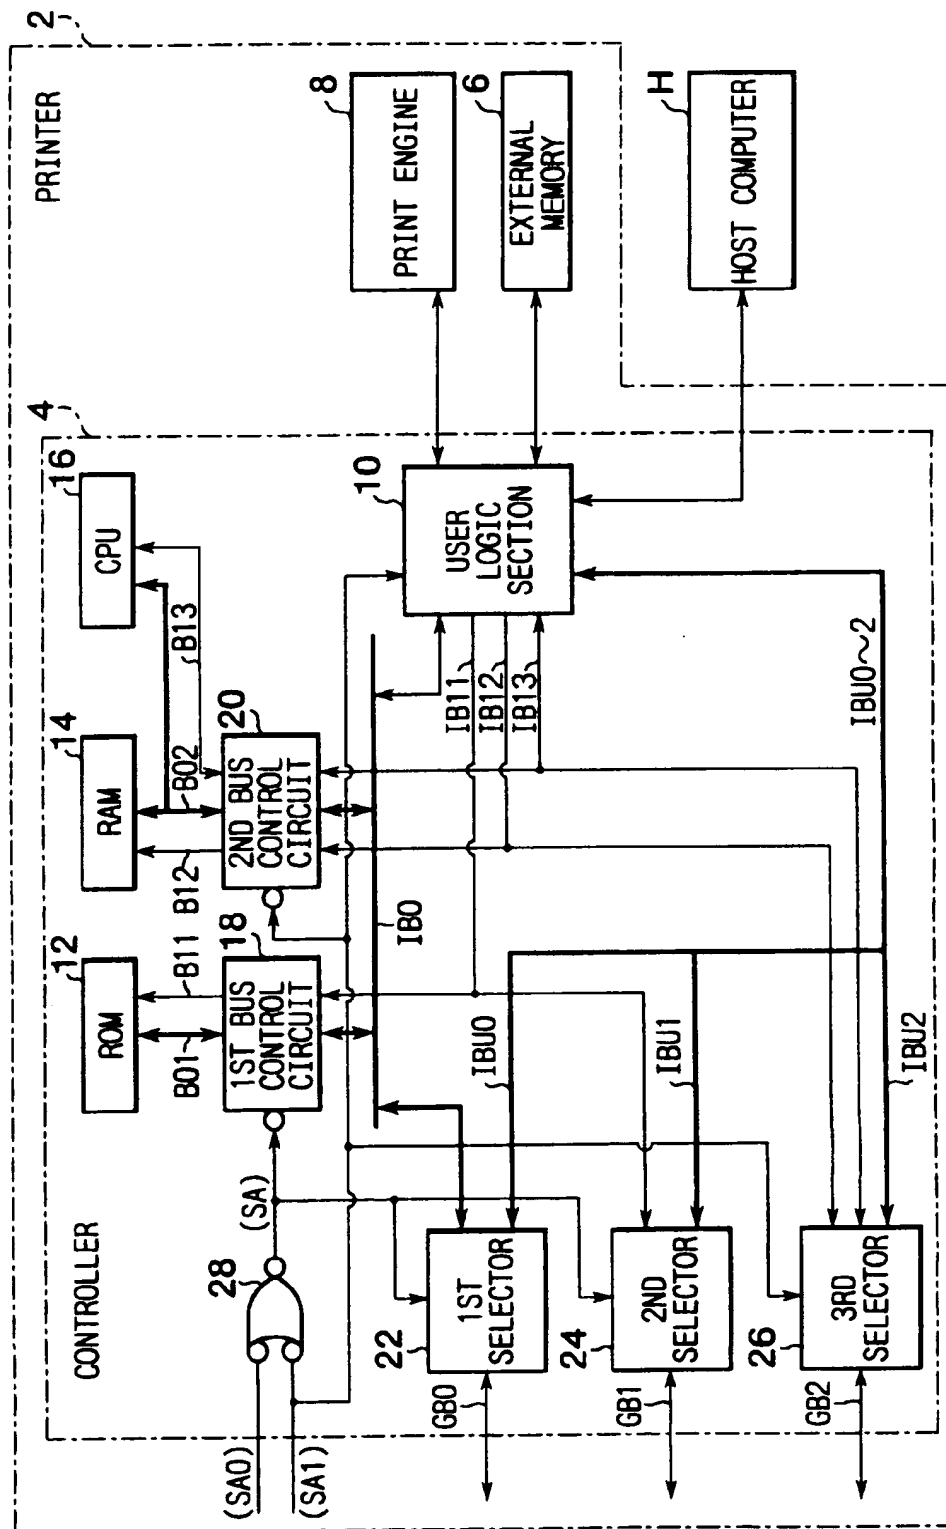 PRINTER
2
CONTROLLER
4
ROM
12
RAM
14
CPU
16
B01
B11
B12
B02
B13
1ST BUS
CONTROL
CIRCUIT
18
2ND BUS
CONTROL
CIRCUIT
20
(SA0)
(SA1)
28
(SA)
IB0
USER
LOGIC
SECTION
10
PRINT ENGINE
8
EXTERNAL
MEMORY
6
HOST COMPUTER
H
IB11
IB12
IB13
IBU0
IBU1
IBU2
IBU0~2
1ST
SELECTOR
22
GB0
2ND
SELECTOR
24
GB1
3RD
SELECTOR
26
GB2